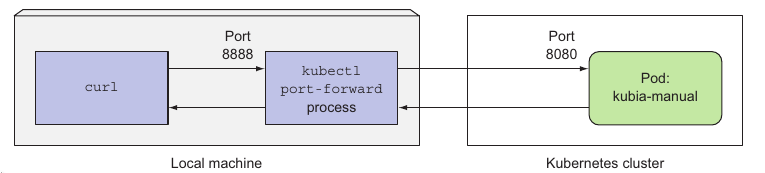 Port
8888
Port
8080
curl
kubectl
port-forward
process
Pod:
kubia-manual
Local machine
Kubernetes cluster